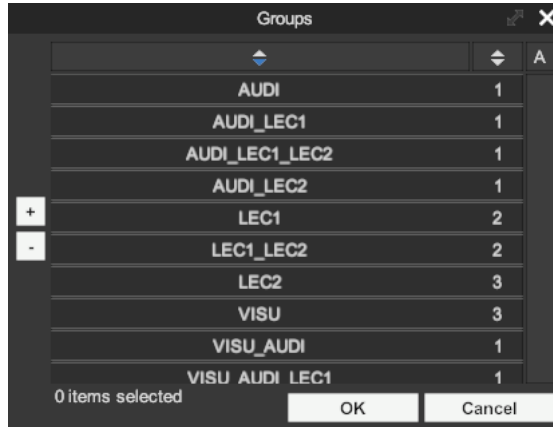 Groups
A
AUDI 1
AUDI_LEC1 1
AUDI_LEC1_LEC2 1
AUDI_LEC2 1
+ LEC1 2
- LEC1_LEC2 2
LEC2 3
VISU 3
VISU_AUDI 1
VISU_AUDI_LEC1 1
0 items selected
OK Cancel